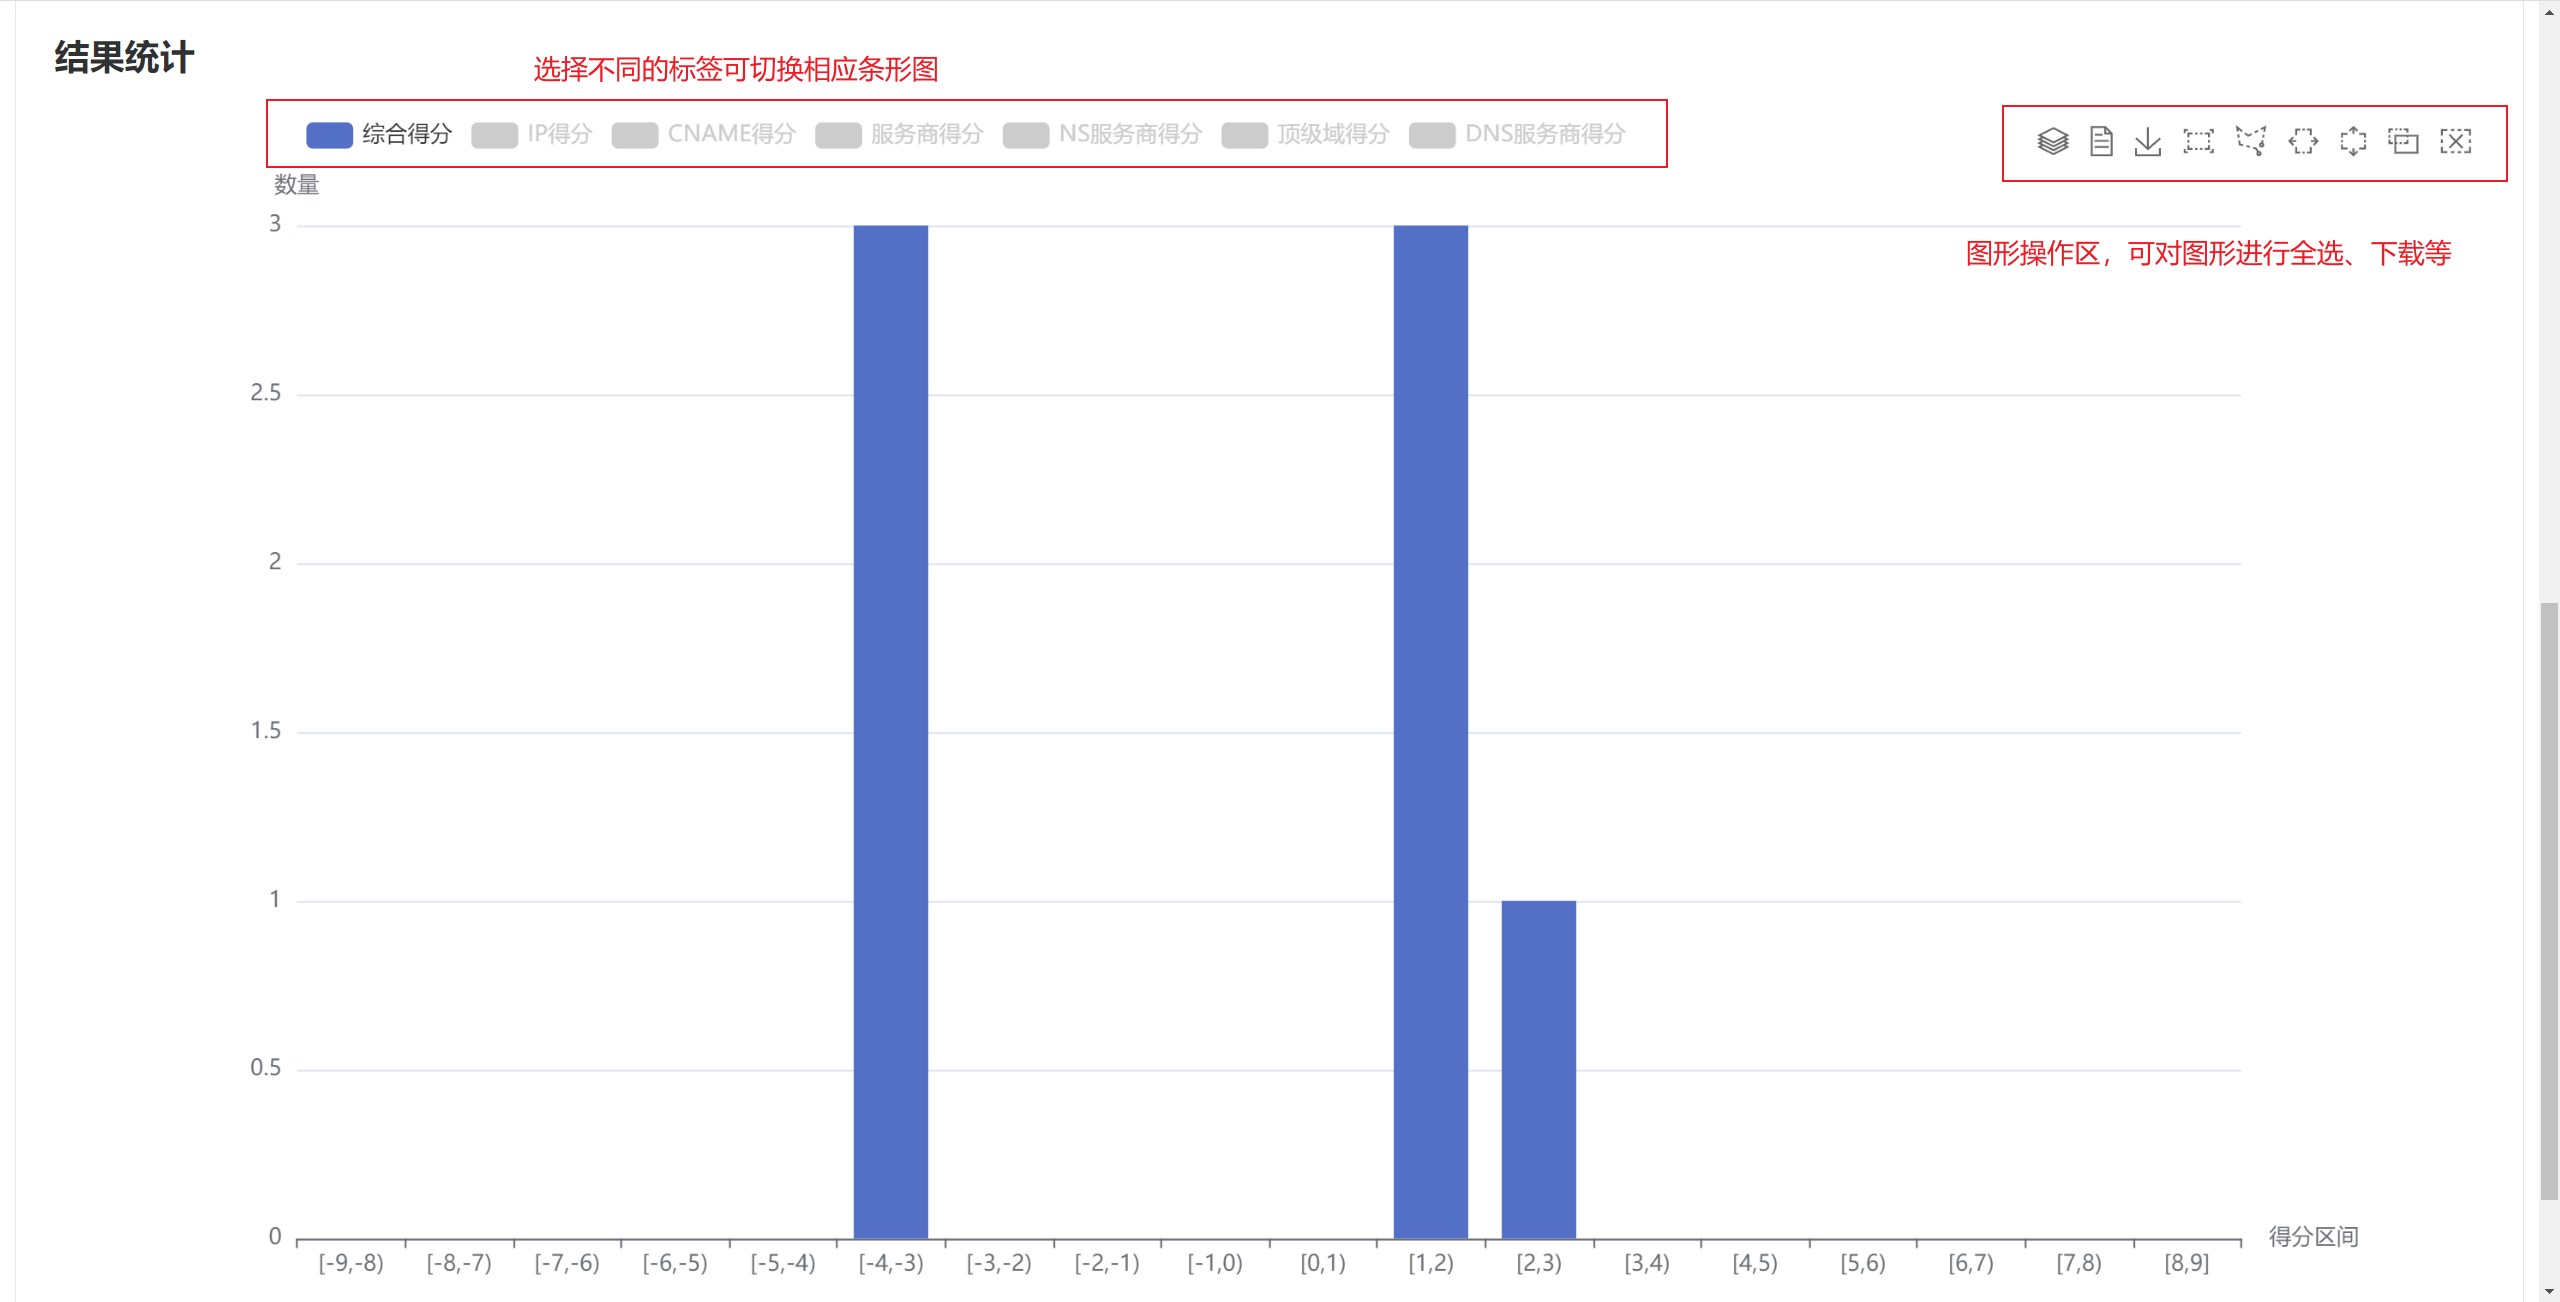 结果统计
选择不同的标签可切换相应条形图
综合得分 IP得分 CNAME得分 服务商得分 NS服务商得分 顶级域得分 DNS服务商得分
数量
图形操作区，可对图形进行全选、下载等
3
2.5
2
1.5
1
0.5
0
得分区间
[-9,-8) [-8,-7) [-7,-6) [-6,-5) [-5,-4) [-4,-3) [-3,-2) [-2,-1) [-1,0) [0,1) [1,2) [2,3) [3,4) [4,5) [5,6) [6,7) [7,8) [8,9]